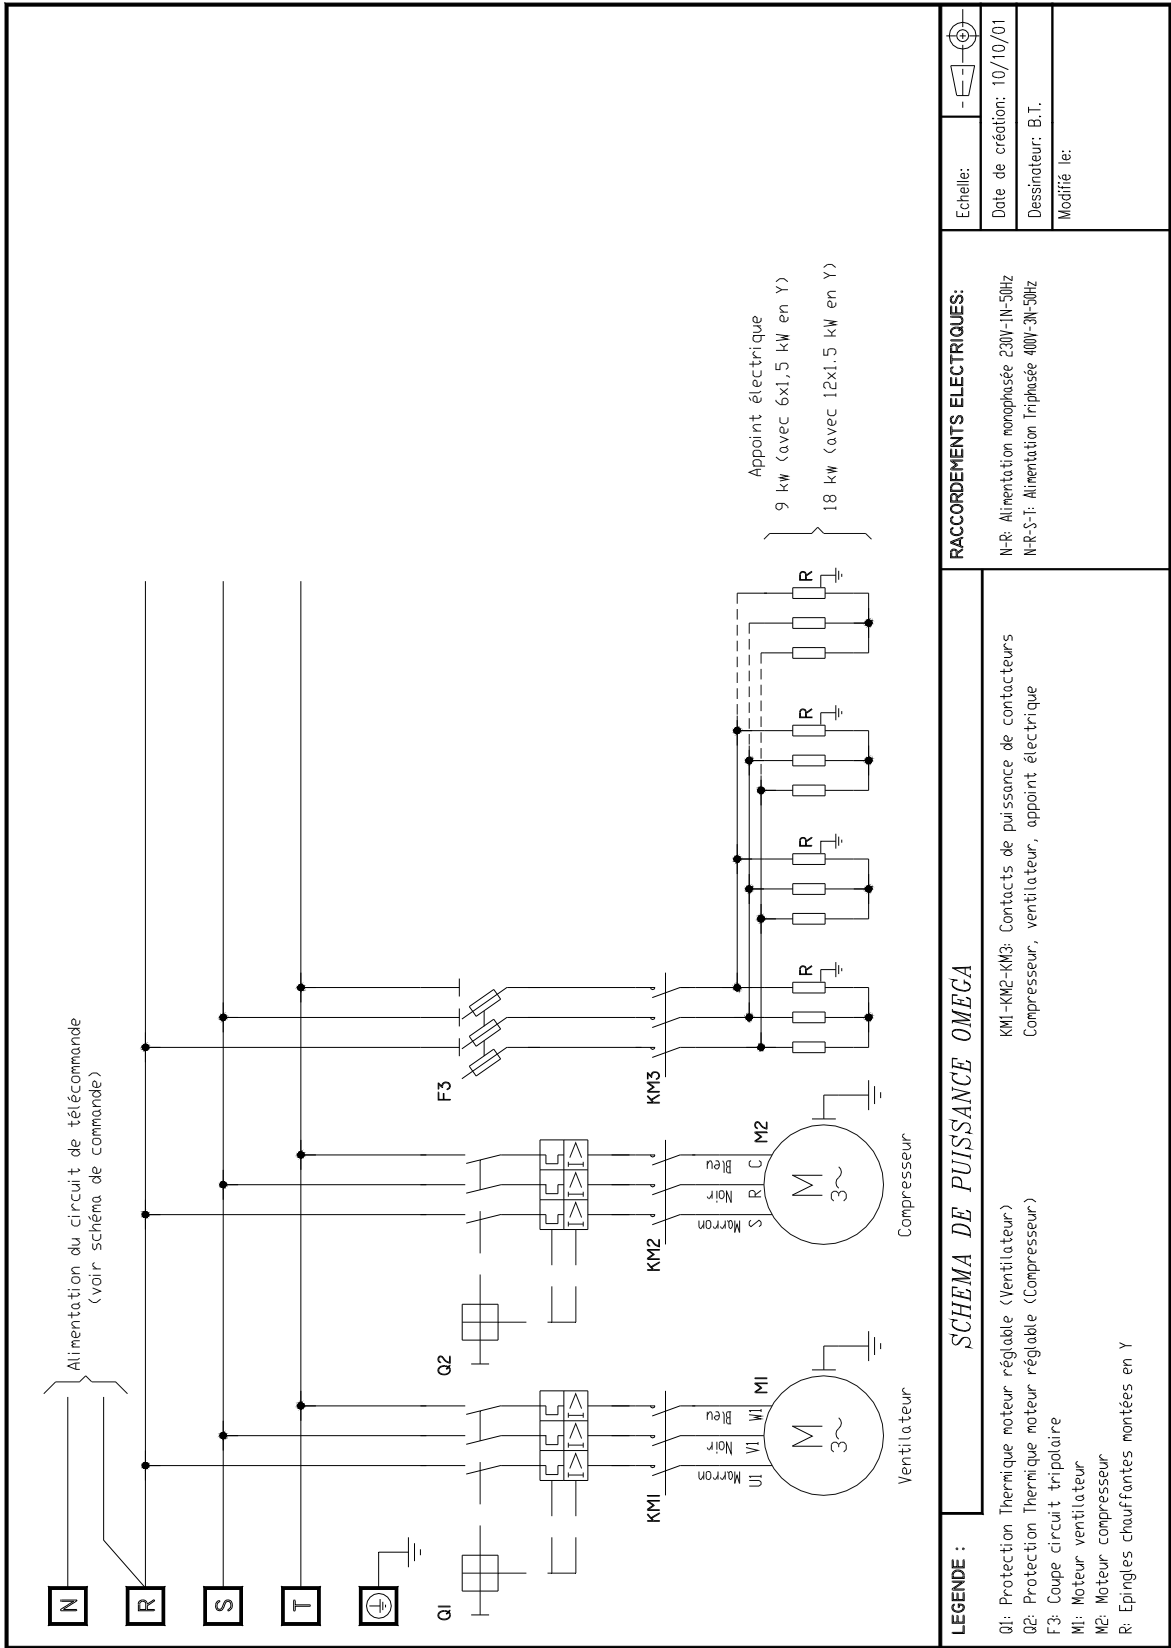 Alimentation du circuit de télécommande
(voir schéma de commande)
N
R
S
T
Q1
Q2
F3
KM1
KM2
KM3
I>
I>
I>
I>
I>
I>
Marron
Noir
Bleu
U1
V1
W1
M1
M
3~
Ventilateur
Marron
Noir
Bleu
S
R
C
M2
M
3~
Compresseur
R
R
R
R
Appoint électrique
9 kW (avec 6x1,5 kW en Y)
18 kW (avec 12x1.5 kW en Y)
LEGENDE :
SCHEMA DE PUISSANCE OMEGA
Q1: Protection Thermique moteur réglable (Ventilateur)
Q2: Protection Thermique moteur réglable (Compresseur)
F3: Coupe circuit tripolaire
M1: Moteur ventilateur
M2: Moteur compresseur
R: Epingles chauffantes montées en Y
KM1-KM2-KM3: Contacts de puissance de contacteurs
Compresseur, ventilateur, appoint électrique
RACCORDEMENTS ELECTRIQUES:
N-R: Alimentation monophasée 230V-1N-50Hz
N-R-S-T: Alimentation Triphasée 400V-3N-50Hz
Echelle:
Date de création: 10/10/01
Dessinateur: B.T.
Modifié le: